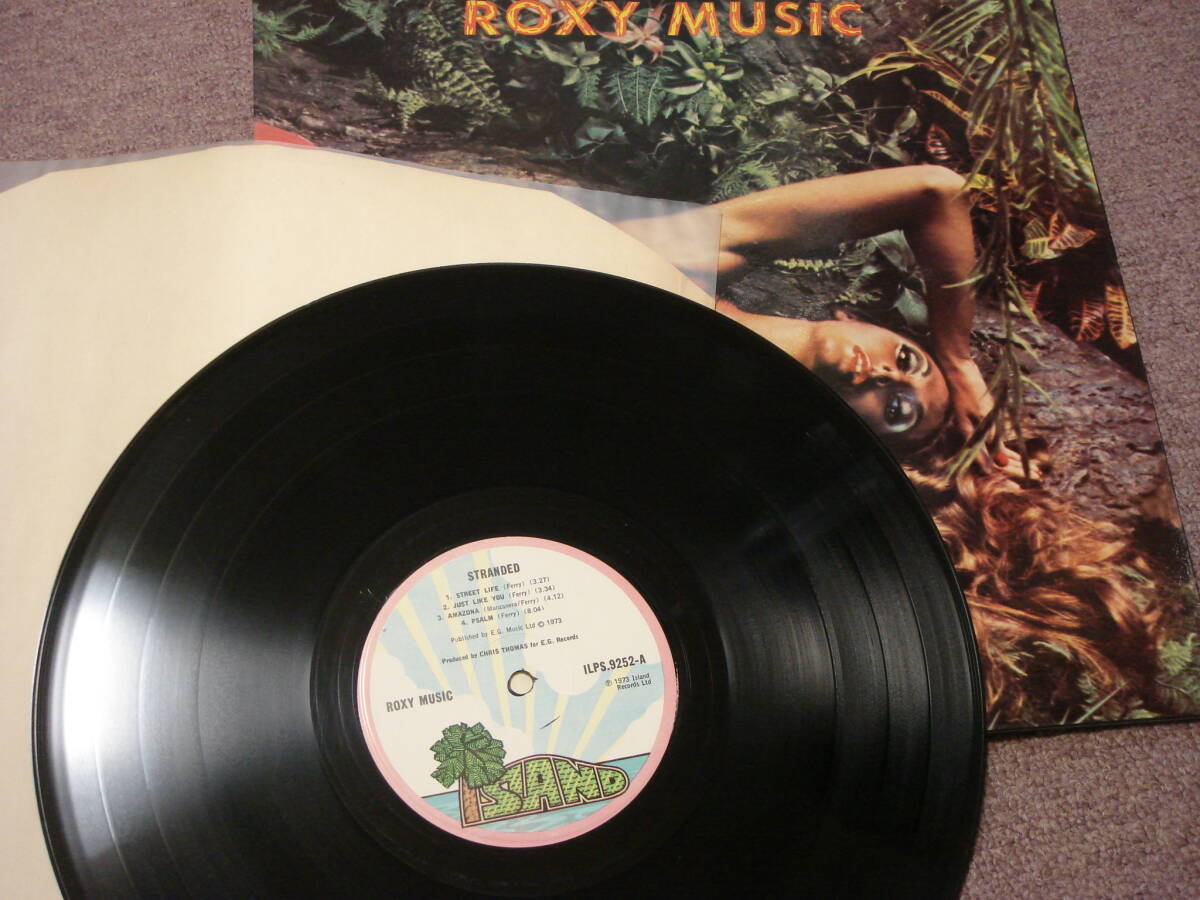 ROXY MUSIC
STRANDED
1. STREET LIFE (Ferry) (3.27)
2. JUST LIKE YOU (Ferry) (3.34)
3. AMAZONA (Manzanera/Ferry) (4.12)
4. PSALM (Ferry) (8.04)
Published by E.G. Music Ltd © 1973
Produced by CHRIS THOMAS for E.G. Records
ILPS.9252-A
℗ 1973 Island
Records Ltd
ROXY MUSIC
ISLAND